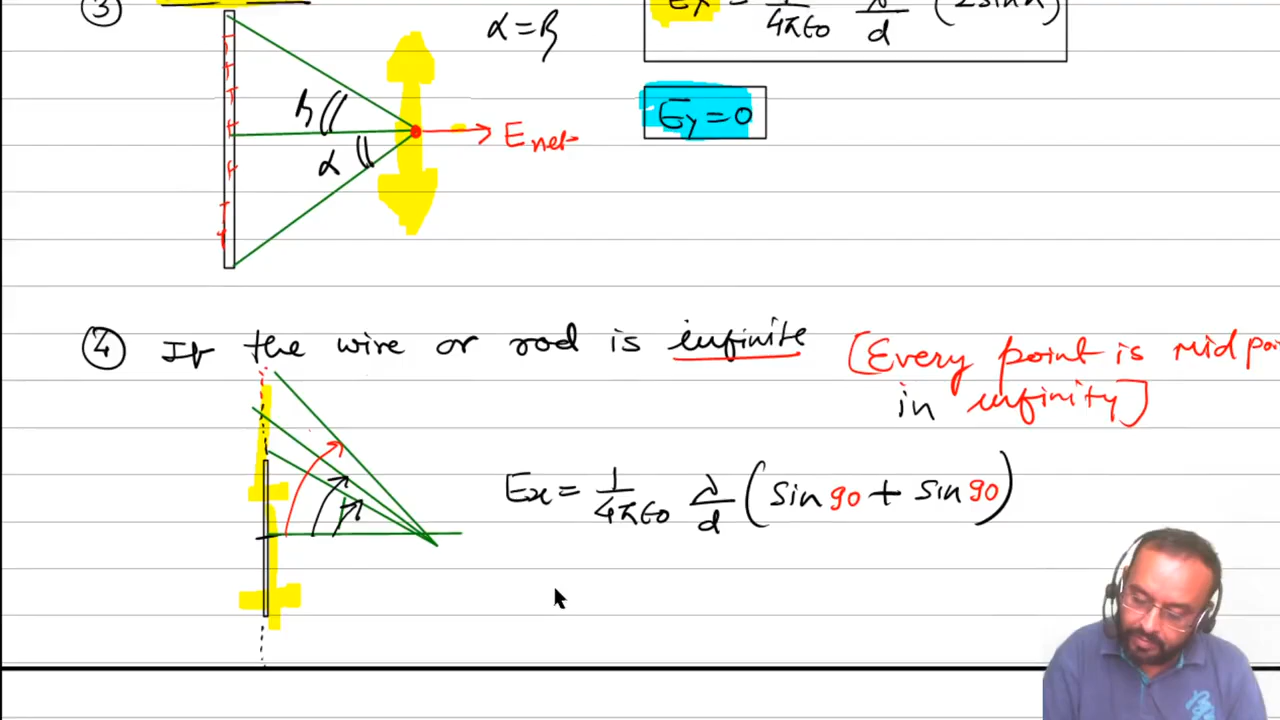 ③
α = β
Ex = 1/4πε0 λ/d (2sinα)
Ey = 0
β
α
Enet
④ If the wire or rod is infinite [Every point is mid poi
in infinity]
Ex = 1/4πε0 λ/d (sin 90 + sin 90)